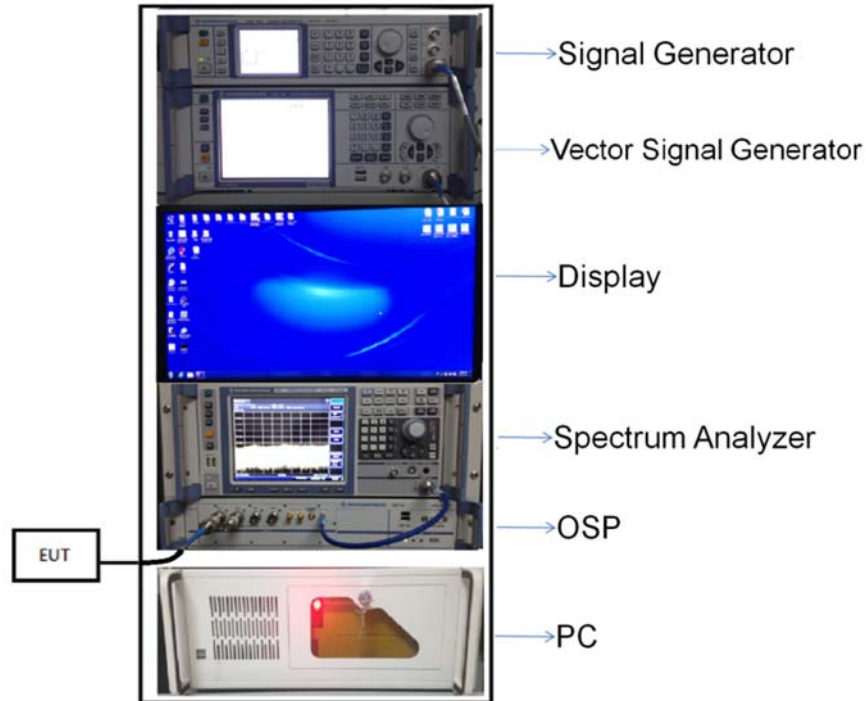 Signal Generator
Vector Signal Generator
Display
Spectrum Analyzer
OSP
EUT
PC